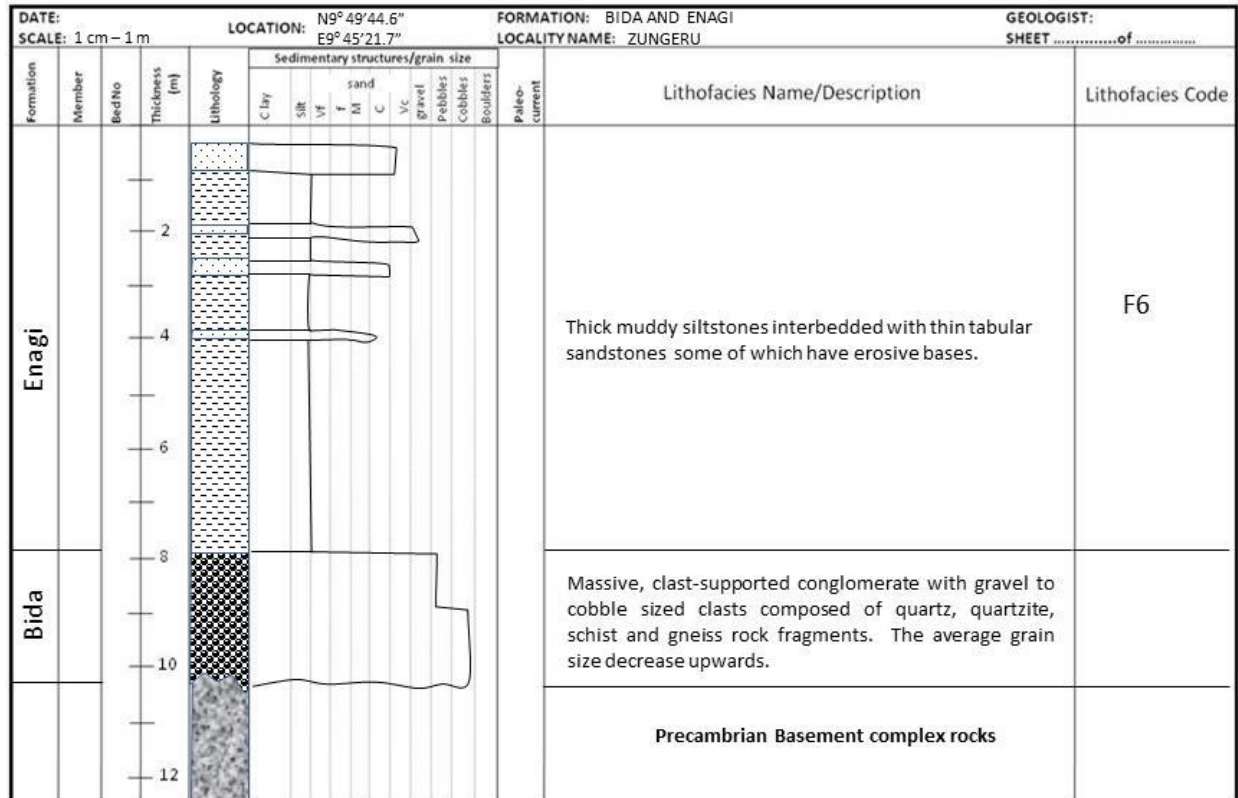 DATE:
SCALE: 1 cm – 1 m
LOCATION: N9° 49'44.6"
E9° 45'21.7"
FORMATION: BIDA AND ENAGI
LOCALITY NAME: ZUNGERU
GEOLOGIST:
SHEET ..............of ..............
Formation
Member
Bed No
Thickness (m)
Lithology
Sedimentary structures/grain size
sand
Clay
Silt
Vf
f
M
C
Vc
gravel
Pebbles
Cobbles
Boulders
Paleo-current
Lithofacies Name/Description
Lithofacies Code
Enagi
2
4
6
Thick muddy siltstones interbedded with thin tabular
sandstones some of which have erosive bases.
F6
Bida
8
10
Massive, clast-supported conglomerate with gravel to
cobble sized clasts composed of quartz, quartzite,
schist and gneiss rock fragments. The average grain
size decrease upwards.
12
Precambrian Basement complex rocks